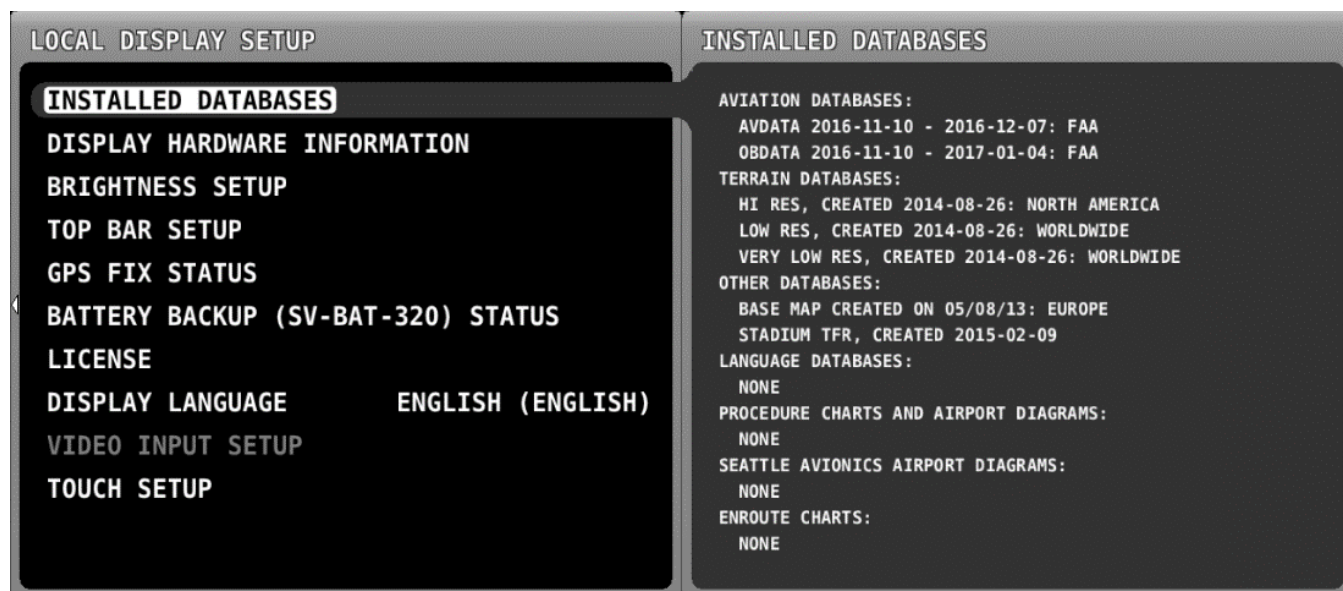 LOCAL DISPLAY SETUP
INSTALLED DATABASES
DISPLAY HARDWARE INFORMATION
BRIGHTNESS SETUP
TOP BAR SETUP
GPS FIX STATUS
BATTERY BACKUP (SV-BAT-320) STATUS
LICENSE
DISPLAY LANGUAGE ENGLISH (ENGLISH)
VIDEO INPUT SETUP
TOUCH SETUP
INSTALLED DATABASES
AVIATION DATABASES:
AVDATA 2016-11-10 - 2016-12-07: FAA
OBDATA 2016-11-10 - 2017-01-04: FAA
TERRAIN DATABASES:
HI RES, CREATED 2014-08-26: NORTH AMERICA
LOW RES, CREATED 2014-08-26: WORLDWIDE
VERY LOW RES, CREATED 2014-08-26: WORLDWIDE
OTHER DATABASES:
BASE MAP CREATED ON 05/08/13: EUROPE
STADIUM TFR, CREATED 2015-02-09
LANGUAGE DATABASES:
NONE
PROCEDURE CHARTS AND AIRPORT DIAGRAMS:
NONE
SEATTLE AVIONICS AIRPORT DIAGRAMS:
NONE
ENROUTE CHARTS:
NONE